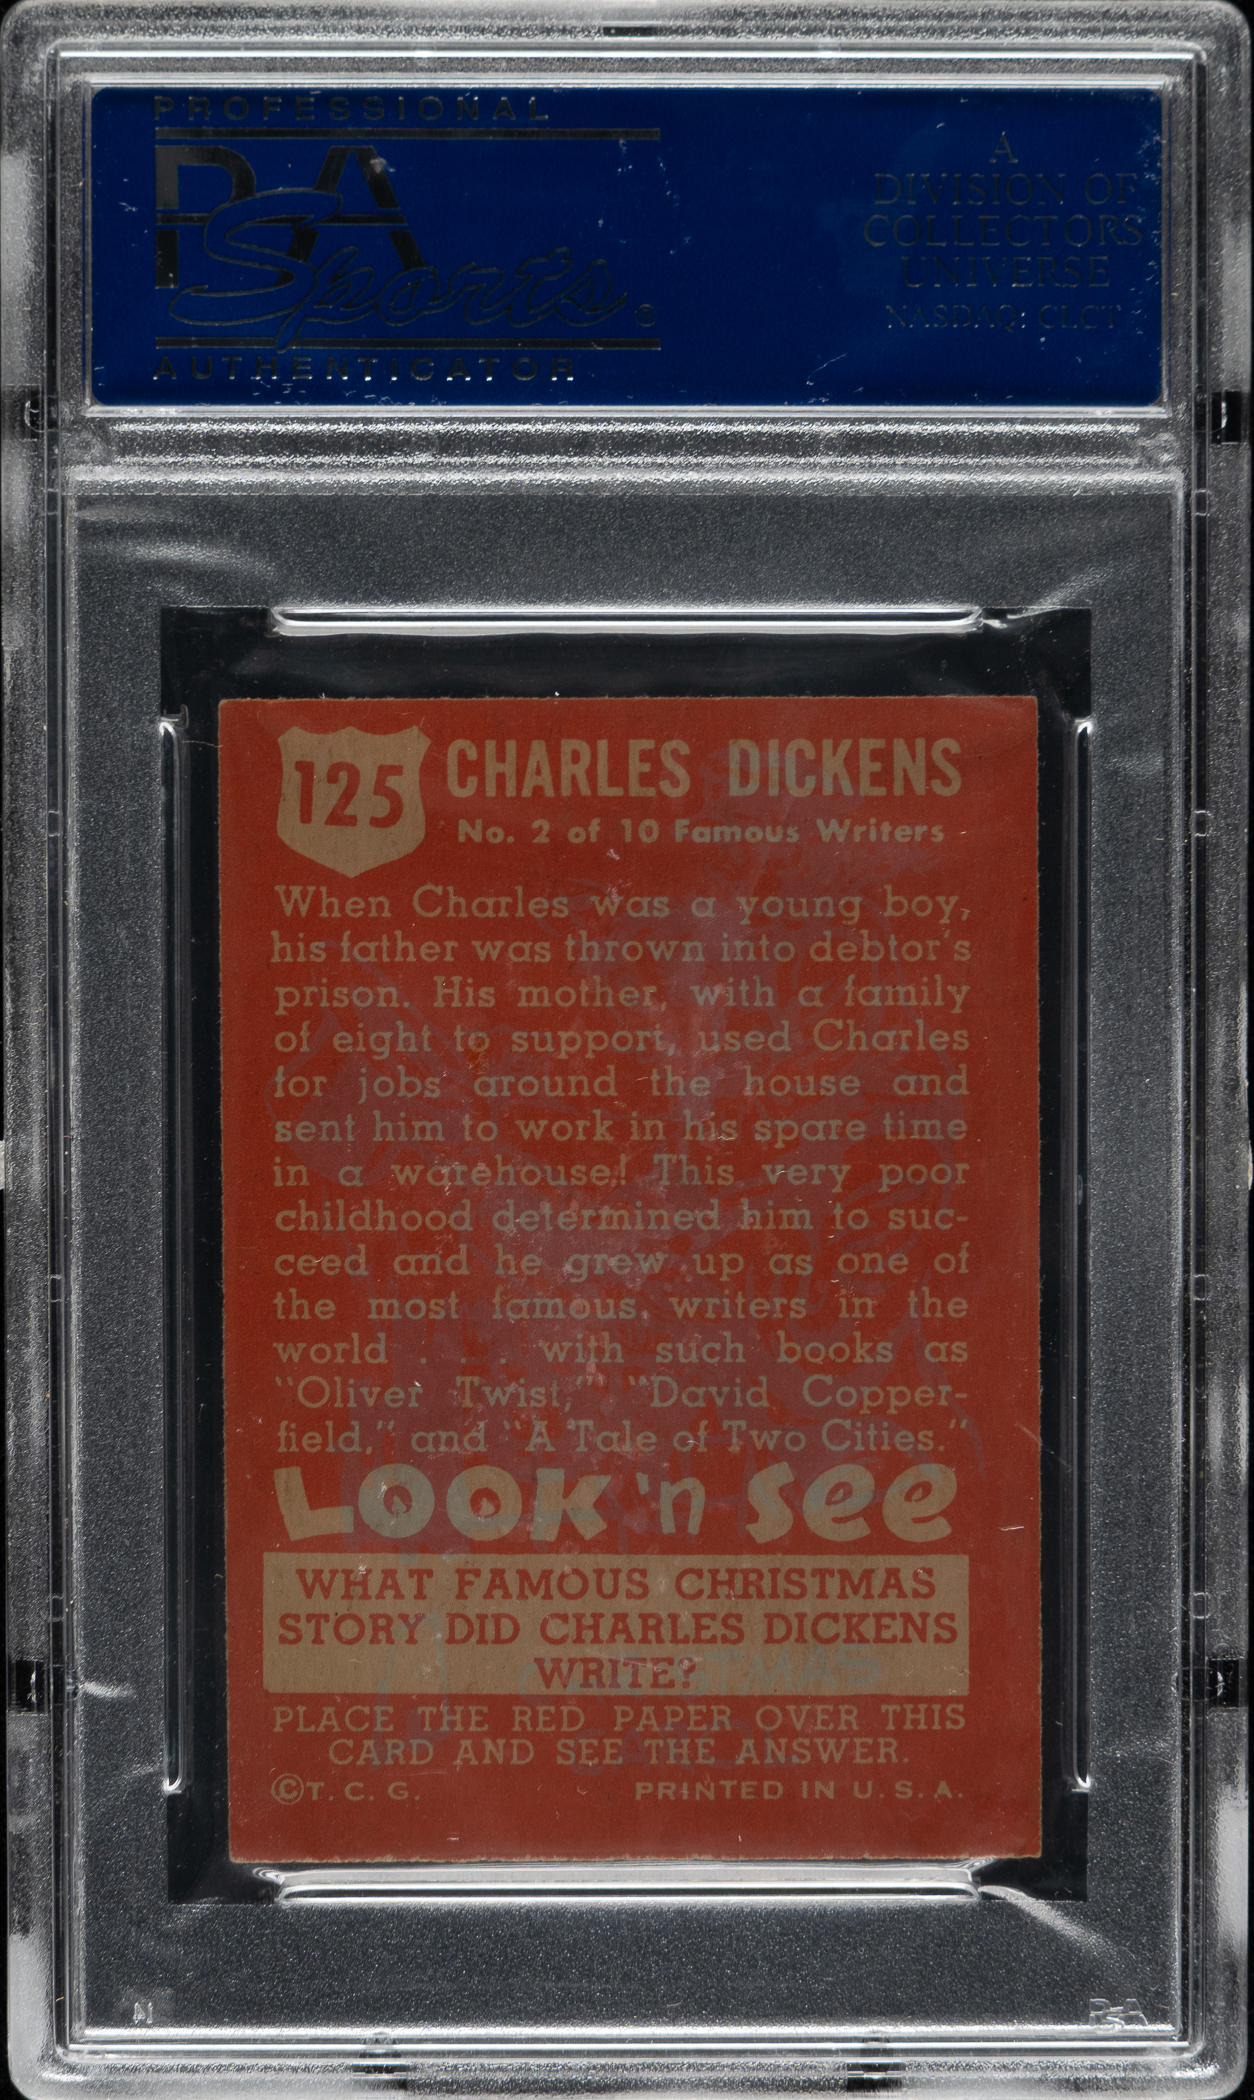 PROFESSIONAL
PSA
Sports®
AUTHENTICATOR
A
DIVISION OF
COLLECTORS
UNIVERSE
NASDAQ: CLCT
125
CHARLES DICKENS
No. 2 of 10 Famous Writers
When Charles was a young boy,
his father was thrown into debtor's
prison. His mother, with a family
of eight to support, used Charles
for jobs around the house and
sent him to work in his spare time
in a warehouse! This very poor
childhood determined him to suc-
ceed and he grew up as one of
the most famous writers in the
world . . . with such books as
"Oliver Twist," "David Copper-
field," and "A Tale of Two Cities."
LOOK 'n SEE
WHAT FAMOUS CHRISTMAS
STORY DID CHARLES DICKENS
WRITE?
A CHRISTMAS
CAROL
PLACE THE RED PAPER OVER THIS
CARD AND SEE THE ANSWER.
©T. C. G.
PRINTED IN U. S. A.
N
PSA